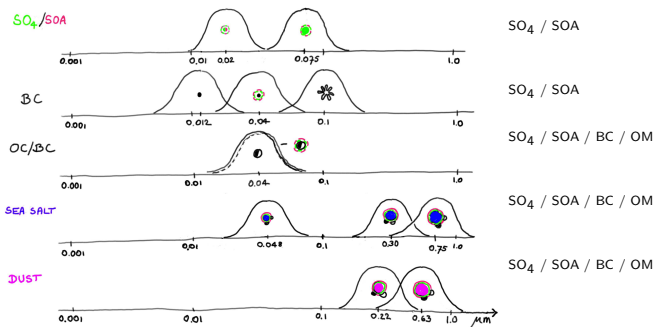 SO4/SOA
SO4 / SOA
0.001 0.01 0.02 0.075 1.0
BC
SO4 / SOA
0.001 0.012 0.04 0.1 1.0
OC/BC
SO4 / SOA / BC / OM
0.001 0.01 0.04 0.1 1.0
SEA SALT
SO4 / SOA / BC / OM
0.001 0.01 0.048 0.1 0.30 0.75 1.0
DUST
SO4 / SOA / BC / OM
0.001 0.01 0.1 0.22 0.63 1.0 μm